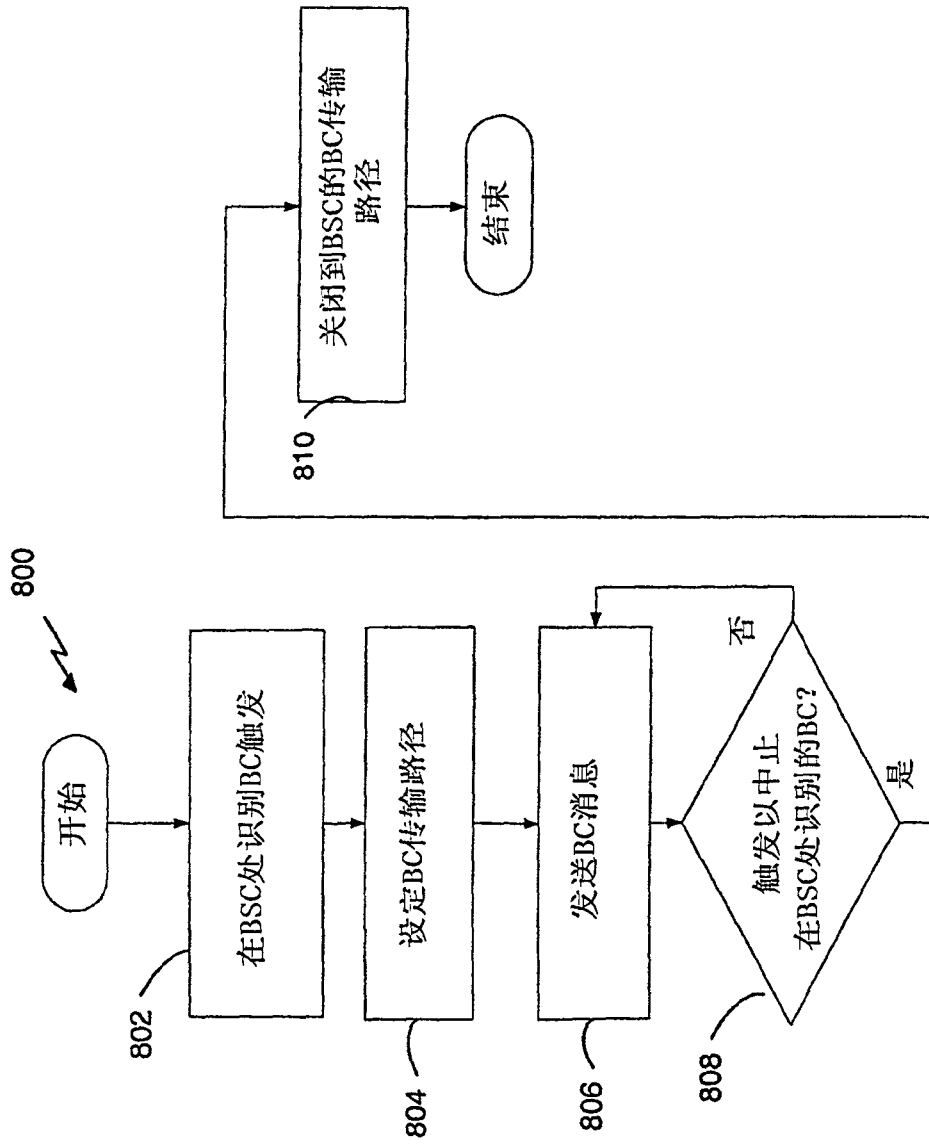 800
开始
802
在BSC处识别BC触发
804
设定BC传输路径
806
发送BC消息
808
触发以中止
在BSC处识别的BC?
否
是
810
关闭到BSC的BC传输
路径
结束